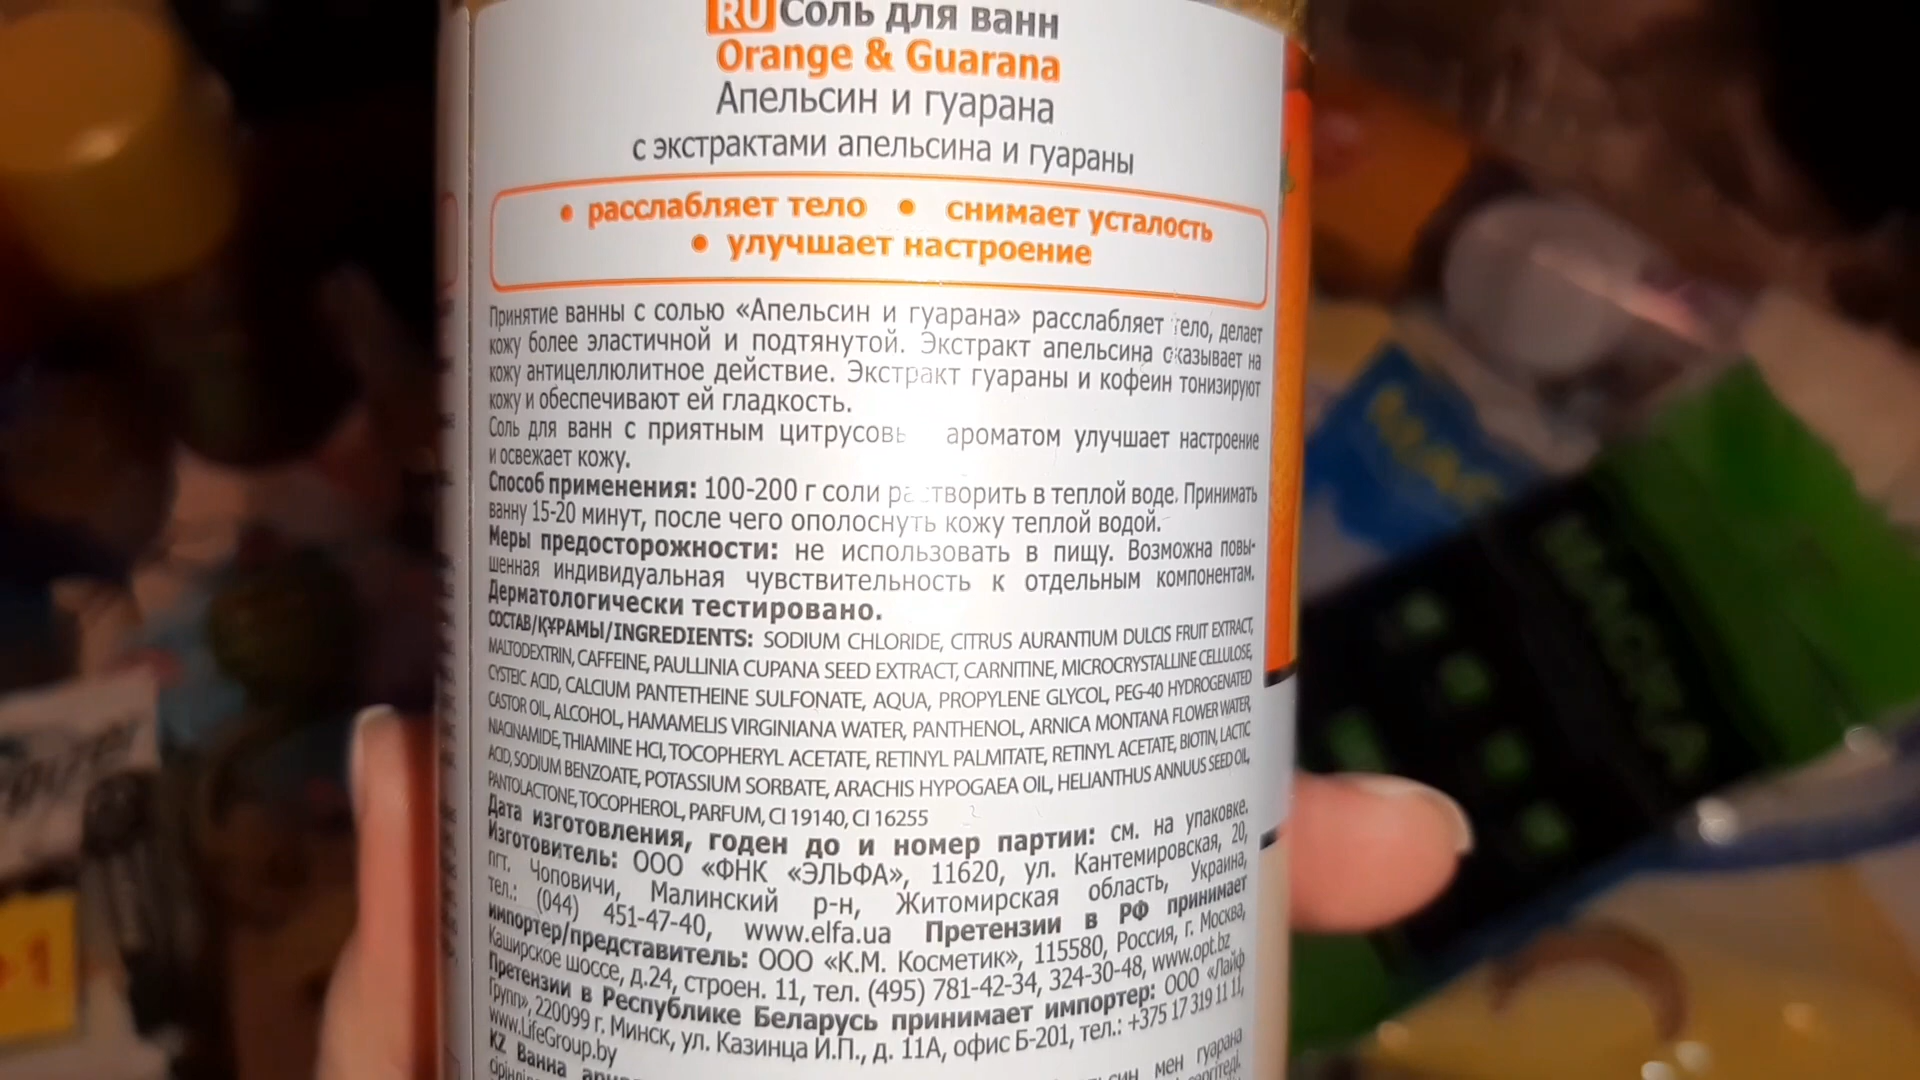 RU Соль для ванн
Orange & Guarana
Апельсин и гуарана
с экстрактами апельсина и гуараны
• расслабляет тело • снимает усталость
• улучшает настроение
Принятие ванны с солью «Апельсин и гуарана» расслабляет тело, делает
кожу более эластичной и подтянутой. Экстракт апельсина оказывает на
кожу антицеллюлитное действие. Экстракт гуараны и кофеин тонизируют
кожу и обеспечивают ей гладкость.
Соль для ванн с приятным ароматом улучшает настроение
и освежает кожу.
Способ применения: 100-200 г соли растворить в теплой воде. Принимать
ванну 15-20 минут, после чего ополоснуть кожу теплой водой.
Меры предосторожности: не использовать в пищу. Возможна повы-
шенная индивидуальная чувствительность к отдельным компонентам.
Дерматологически тестировано.
СОСТАВ/ҚҰРАМЫ/INGREDIENTS: SODIUM CHLORIDE, CITRUS AURANTIUM DULCIS FRUIT EXTRACT,
MALTODEXTRIN, CAFFEINE, PAULLINIA CUPANA SEED EXTRACT, CARNITINE, MICROCRYSTALLINE CELLULOSE,
CYSTEIC ACID, CALCIUM PANTETHEINE SULFONATE, AQUA, PROPYLENE GLYCOL, PEG-40 HYDROGENATED
CASTOR OIL, ALCOHOL, HAMAMELIS VIRGINIANA WATER, PANTHENOL, ARNICA MONTANA FLOWER WATER,
NIACINAMIDE, THIAMINE HCl, TOCOPHERYL ACETATE, RETINYL PALMITATE, RETINYL ACETATE, BIOTIN, LACTIC
ACID, SODIUM BENZOATE, POTASSIUM SORBATE, ARACHIS HYPOGAEA OIL, HELIANTHUS ANNUUS SEED OIL,
PANTOLACTONE, TOCOPHEROL, PARFUM, CI 19140, CI 16255
Дата изготовления, годен до и номер партии: см. на упаковке.
Изготовитель: ООО «ФНК «ЭЛЬФА», 11620, ул. Кантемировская, 20,
пгт. Чоповичи, Малинский р-н, Житомирская область, Украина,
тел.: (044) 451-47-40, www.elfa.ua Претензии в РФ принимает
импортер/представитель: ООО «К.М. Косметик», 115580, Россия, г. Москва,
Каширское шоссе, д.24, строен. 11, тел. (495) 781-42-34, 324-30-48, www.opt.bz
Претензии в Республике Беларусь принимает импортер: ООО «Лайф
Групп», 220099 г. Минск, ул. Казинца И.П., д. 11А, офис Б-201, тел.: +375 17 319 11 11,
www.LifeGroup.by
KZ Ванна мен гуарана